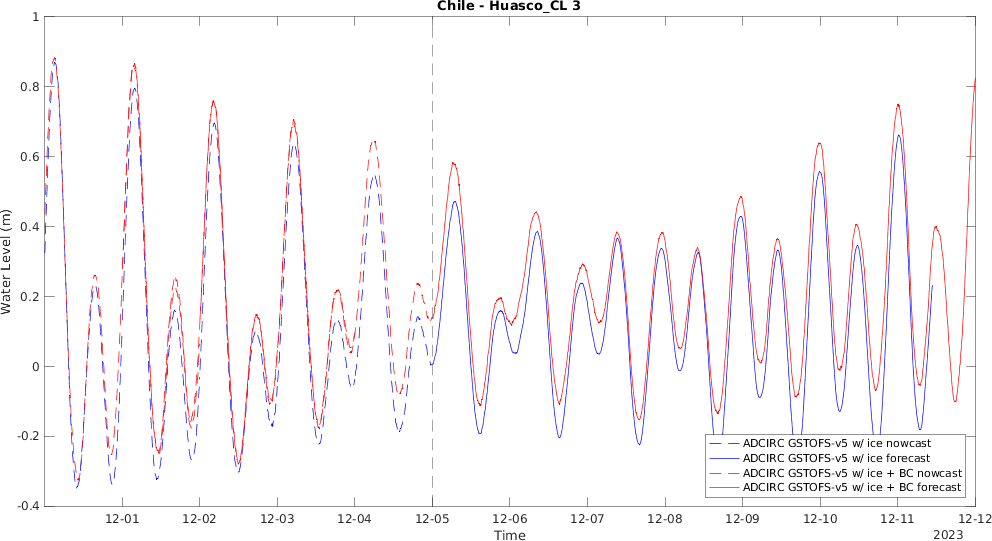 Chile - Huasco_CL 3
Water Level (m)
1
0.8
0.6
0.4
0.2
0
-0.2
-0.4
ADCIRC GSTOFS-v5 w/ ice nowcast
ADCIRC GSTOFS-v5 w/ ice forecast
ADCIRC GSTOFS-v5 w/ ice + BC nowcast
ADCIRC GSTOFS-v5 w/ ice + BC forecast
12-01 12-02 12-03 12-04 12-05 12-06 12-07 12-08 12-09 12-10 12-11 12-12
Time
2023